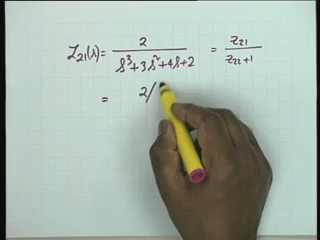 Z₂₁(s) = 2 / (s³+3s²+4s+2) = z₂₁ / (z₂₂+1)
= 2/